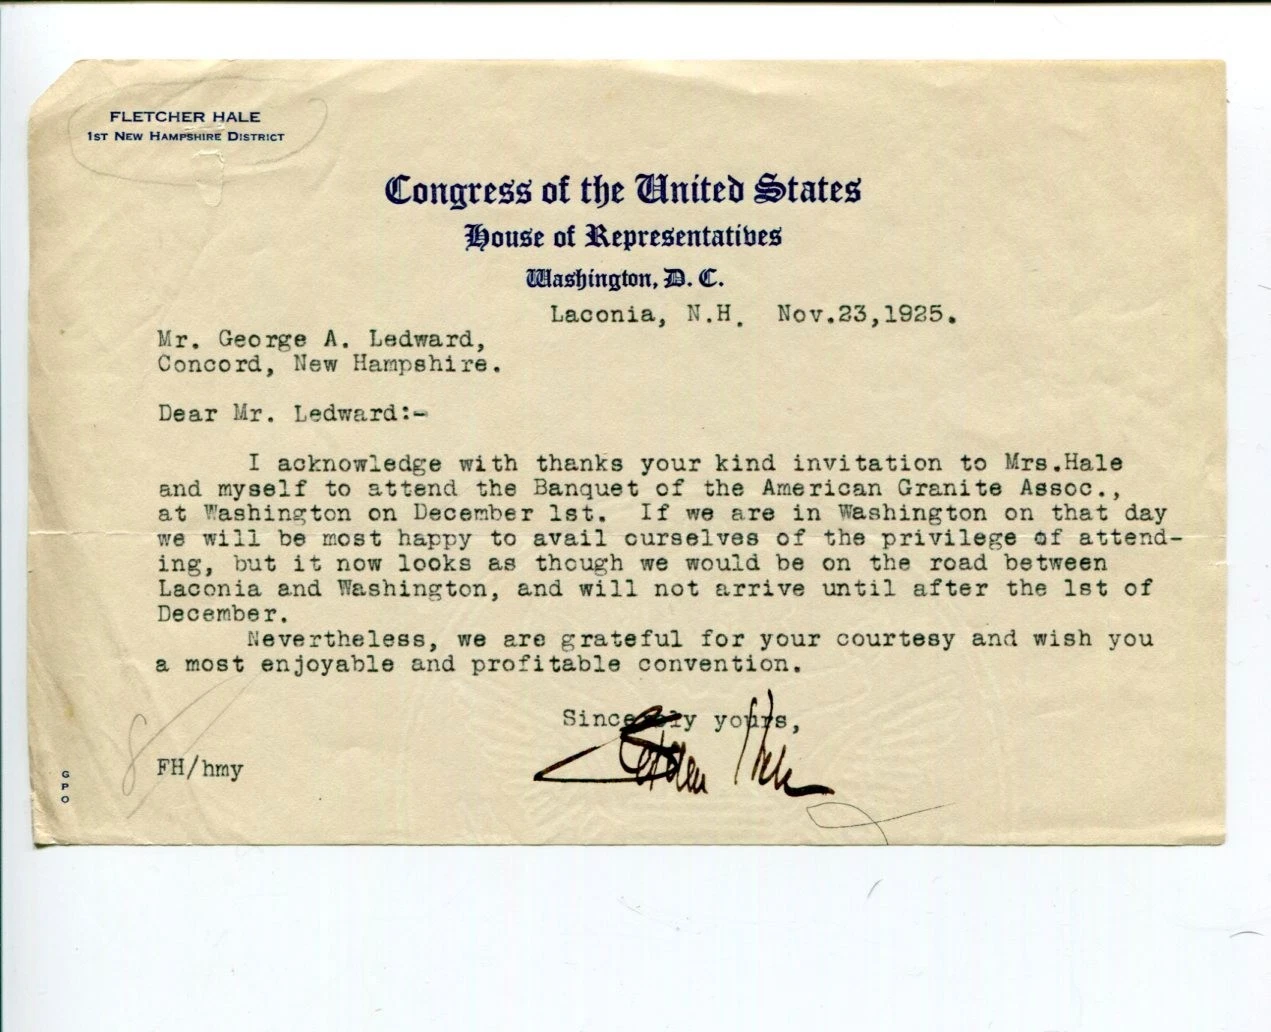 FLETCHER HALE
1ST NEW HAMPSHIRE DISTRICT
Congress of the United States
House of Representatives
Washington, D. C.
Laconia, N.H. Nov.23,1925.
Mr. George A. Ledward,
Concord, New Hampshire.
Dear Mr. Ledward:-
I acknowledge with thanks your kind invitation to Mrs.Hale
and myself to attend the Banquet of the American Granite Assoc.,
at Washington on December 1st. If we are in Washington on that day
we will be most happy to avail ourselves of the privilege of attend-
ing, but it now looks as though we would be on the road between
Laconia and Washington, and will not arrive until after the 1st of
December.
Nevertheless, we are grateful for your courtesy and wish you
a most enjoyable and profitable convention.
Sincerely yours,
Fletcher Hale
8
FH/hmy
GPO